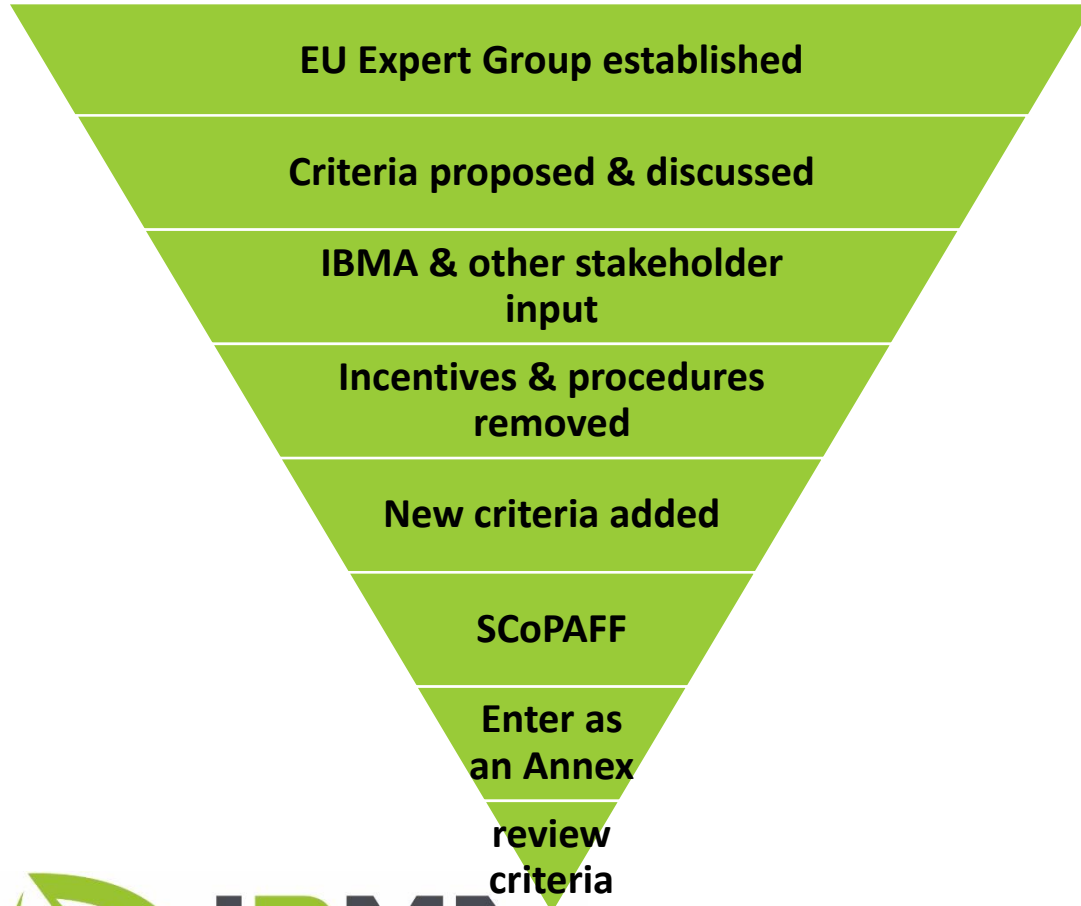 EU Expert Group established
Criteria proposed & discussed
IBMA & other stakeholder
input
Incentives & procedures
removed
New criteria added
SCoPAFF
Enter as
an Annex
review
criteria
IBMA